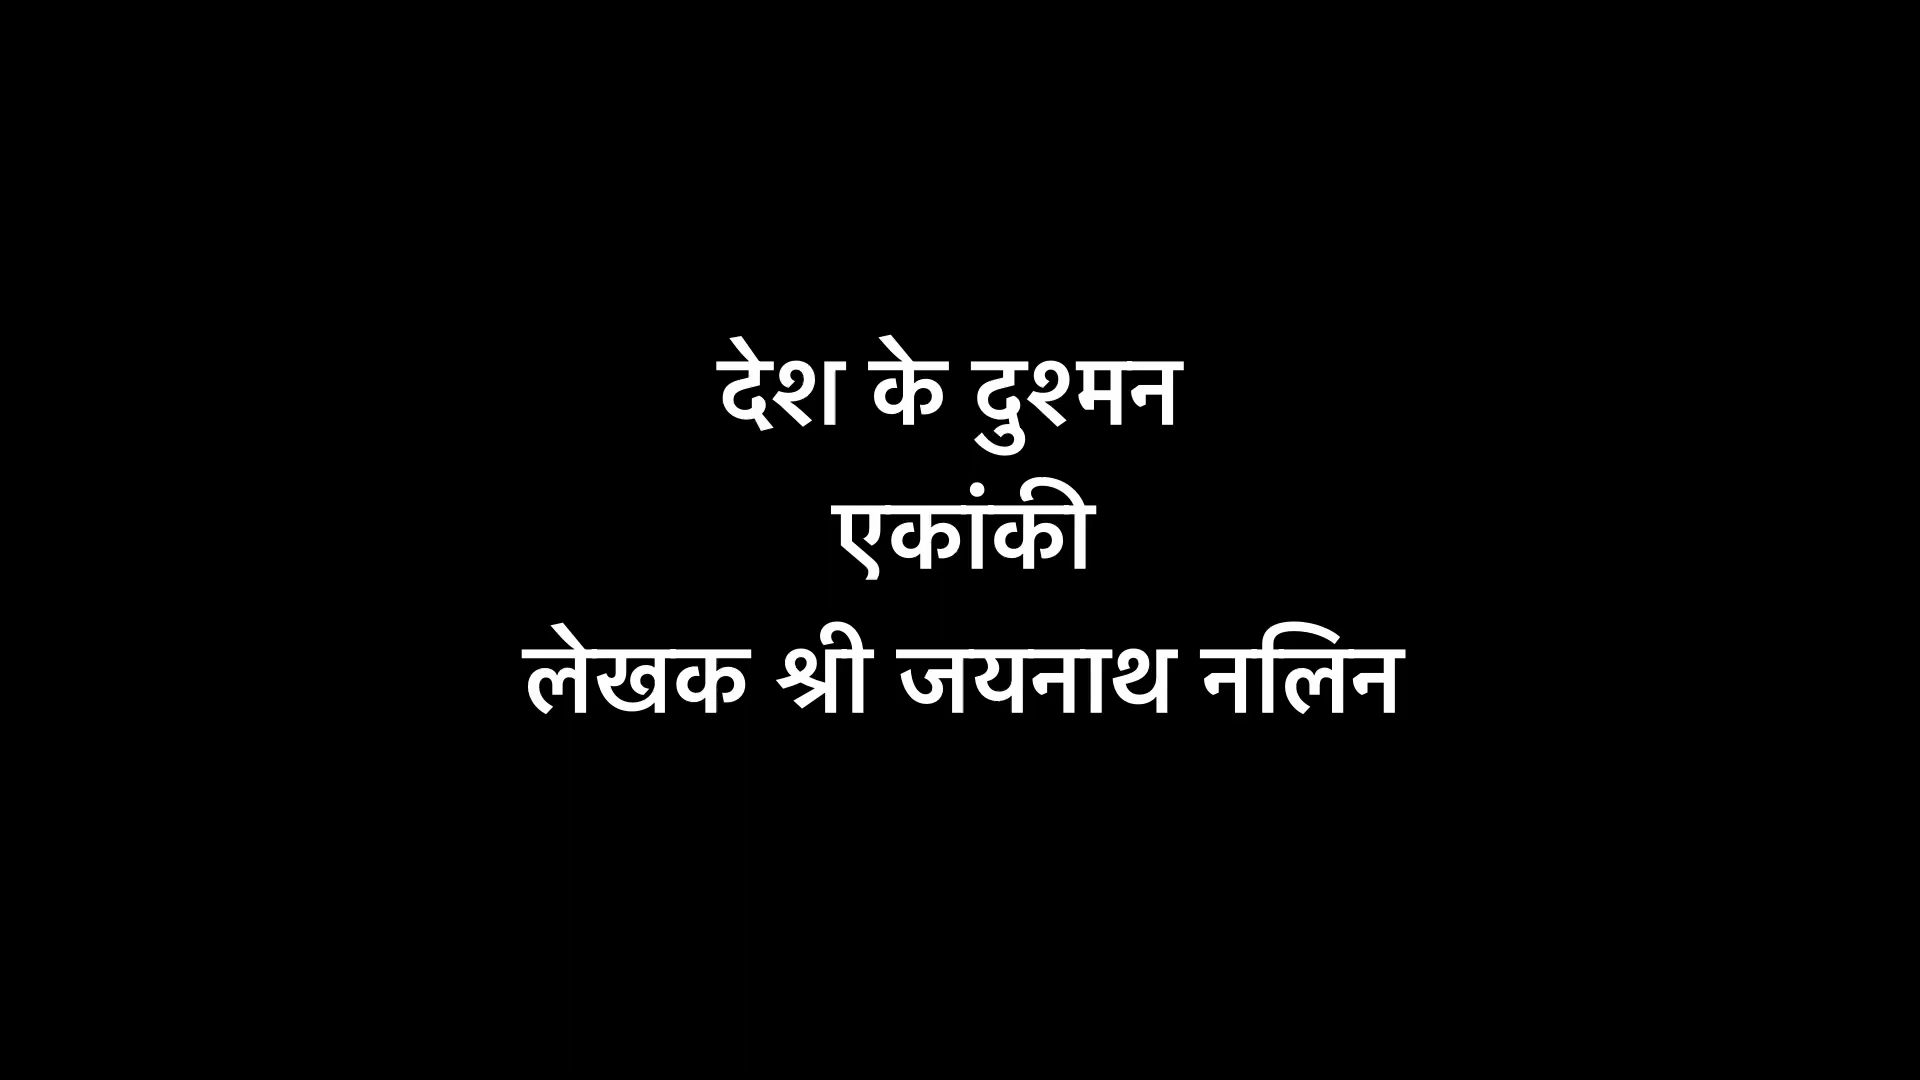 देश के दुश्मन
एकांकी
लेखक श्री जयनाथ नलिन